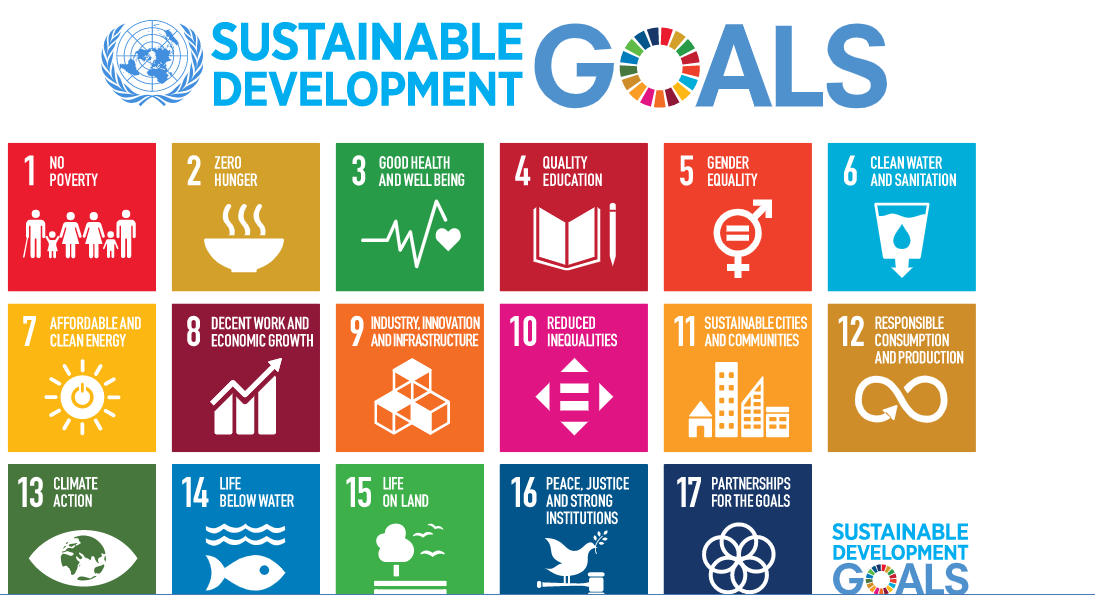 SUSTAINABLE
DEVELOPMENT
GOALS
1 NO
POVERTY
2 ZERO
HUNGER
3 GOOD HEALTH
AND WELL BEING
4 QUALITY
EDUCATION
5 GENDER
EQUALITY
6 CLEAN WATER
AND SANITATION
7 AFFORDABLE AND
CLEAN ENERGY
8 DECENT WORK AND
ECONOMIC GROWTH
9 INDUSTRY, INNOVATION
AND INFRASTRUCTURE
10 REDUCED
INEQUALITIES
11 SUSTAINABLE CITIES
AND COMMUNITIES
12 RESPONSIBLE
CONSUMPTION
AND PRODUCTION
13 CLIMATE
ACTION
14 LIFE
BELOW WATER
15 LIFE
ON LAND
16 PEACE, JUSTICE
AND STRONG
INSTITUTIONS
17 PARTNERSHIPS
FOR THE GOALS
SUSTAINABLE
DEVELOPMENT
GOALS